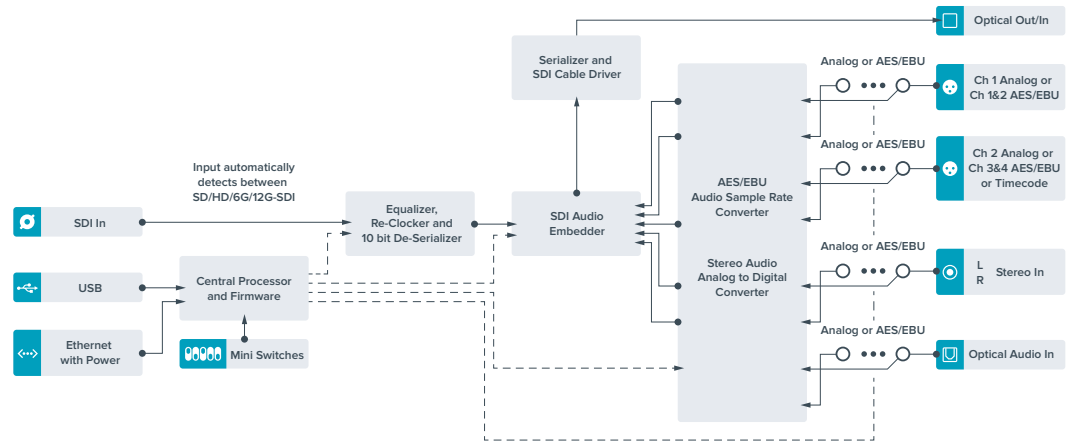 Optical Out/In
Serializer and
SDI Cable Driver
Analog or AES/EBU
Ch 1 Analog or
Ch 1&2 AES/EBU
Analog or AES/EBU
Ch 2 Analog or
Ch 3&4 AES/EBU
or Timecode
Input automatically
detects between
SD/HD/6G/12G-SDI
AES/EBU
Audio Sample Rate
Converter
SDI In
Equalizer,
Re-Clocker and
10 bit De-Serializer
SDI Audio
Embedder
Analog or AES/EBU
L
R
Stereo In
Stereo Audio
Analog to Digital
Converter
USB
Central Processor
and Firmware
Ethernet
with Power
Mini Switches
Analog or AES/EBU
Optical Audio In